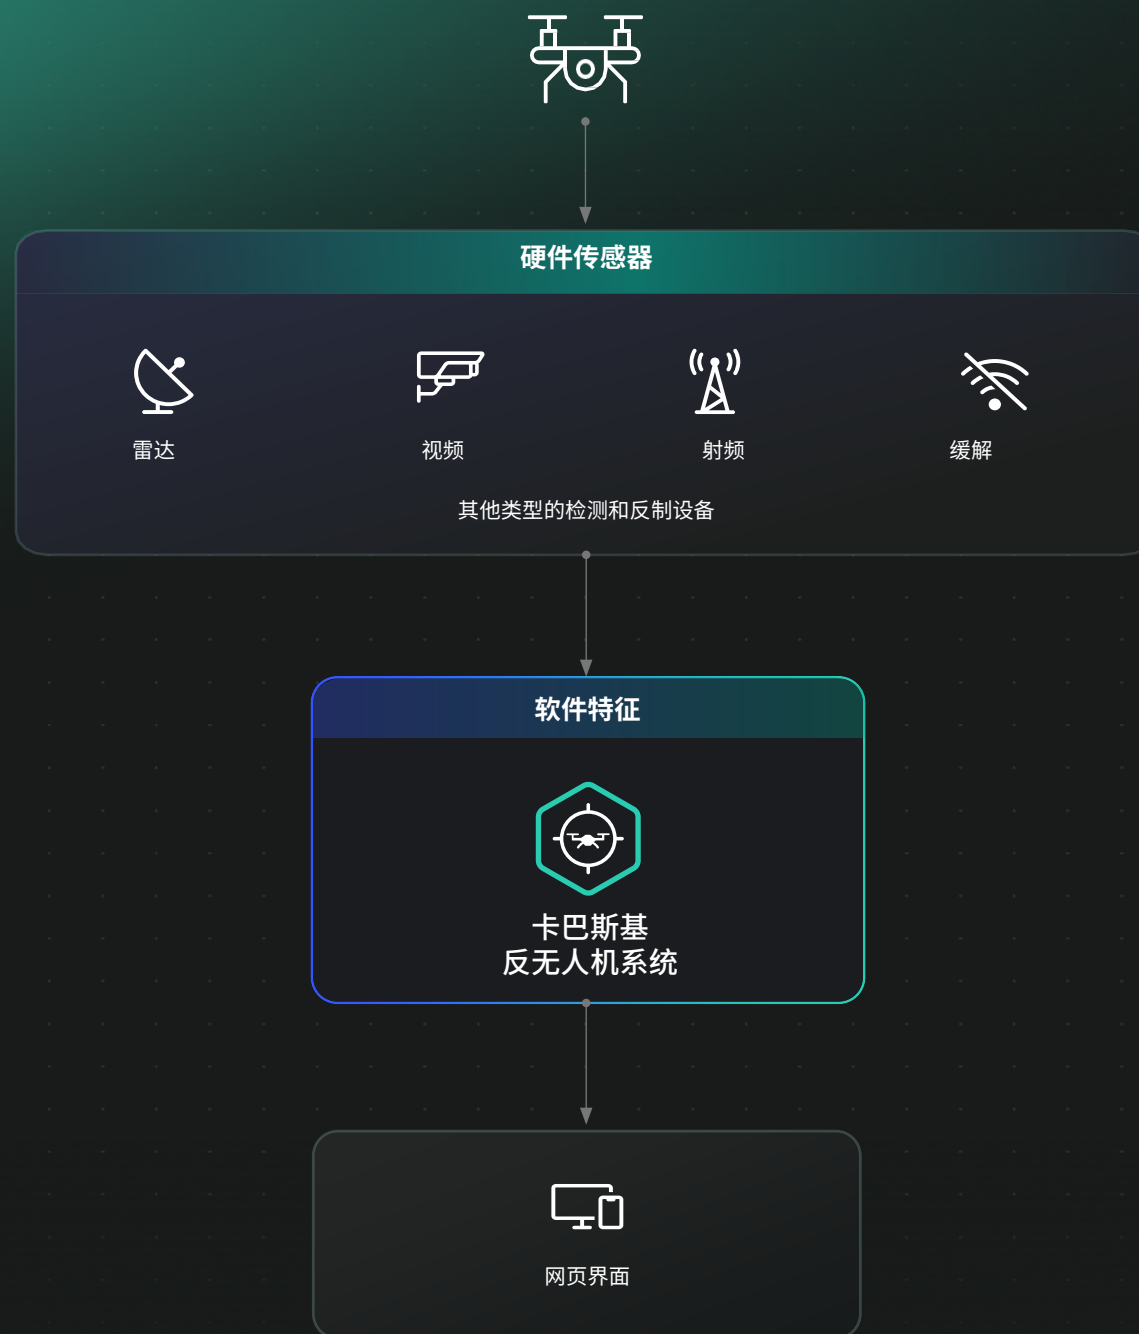 硬件传感器
雷达
视频
射频
缓解
其他类型的检测和反制设备
软件特征
卡巴斯基
反无人机系统
网页界面